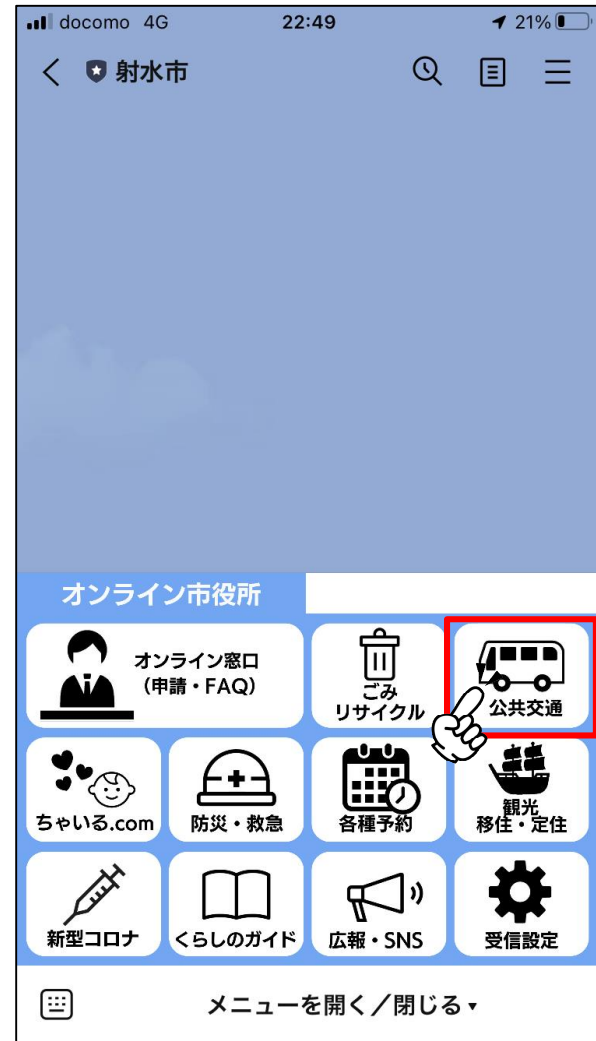 docomo 4G 22:49 21%
射水市
オンライン市役所
オンライン窓口
(申請・FAQ)
ごみ
リサイクル
公共交通
ちゃいる.com
防災・救急
各種予約
観光
移住・定住
新型コロナ
くらしのガイド
広報・SNS
受信設定
メニューを開く/閉じる▾